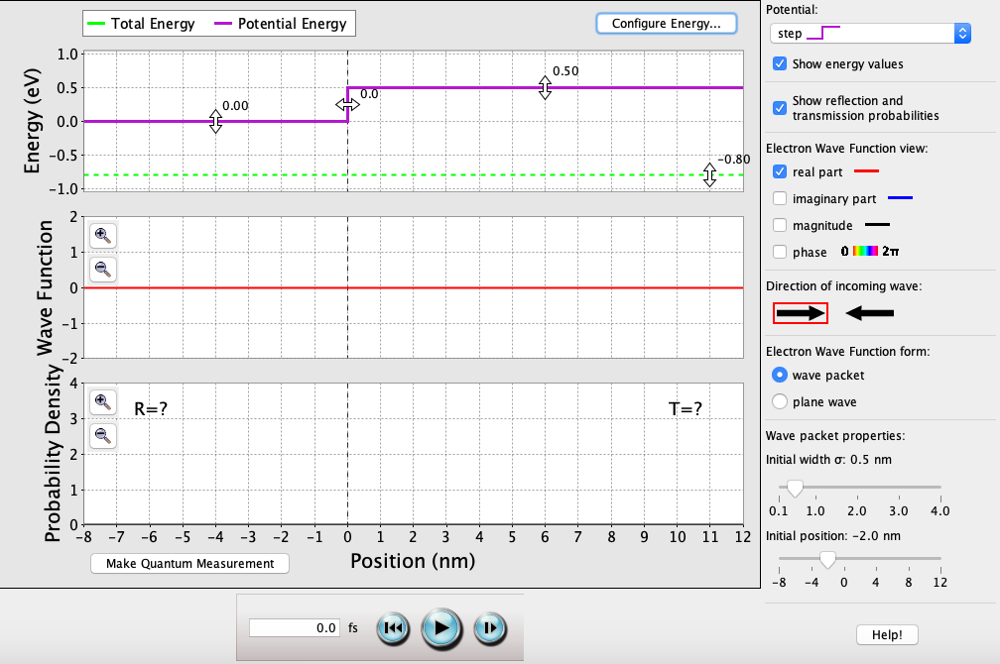 Total Energy
Potential Energy
Configure Energy...
Energy (eV)
1.0
0.5
0.0
−0.5
−1.0
0.00
0.0
0.50
−0.80
Wave Function
2
1
0
−1
−2
Probability Density
4
3
2
1
0
R=?
T=?
−8 −7 −6 −5 −4 −3 −2 −1 0 1 2 3 4 5 6 7 8 9 10 11 12
Position (nm)
Make Quantum Measurement
0.0 fs
Potential:
step
Show energy values
Show reflection and
transmission probabilities
Electron Wave Function view:
real part
imaginary part
magnitude
phase 0 2π
Direction of incoming wave:
Electron Wave Function form:
wave packet
plane wave
Wave packet properties:
Initial width σ: 0.5 nm
0.1 1.0 2.0 3.0 4.0
Initial position: −2.0 nm
−8 −4 0 4 8 12
Help!